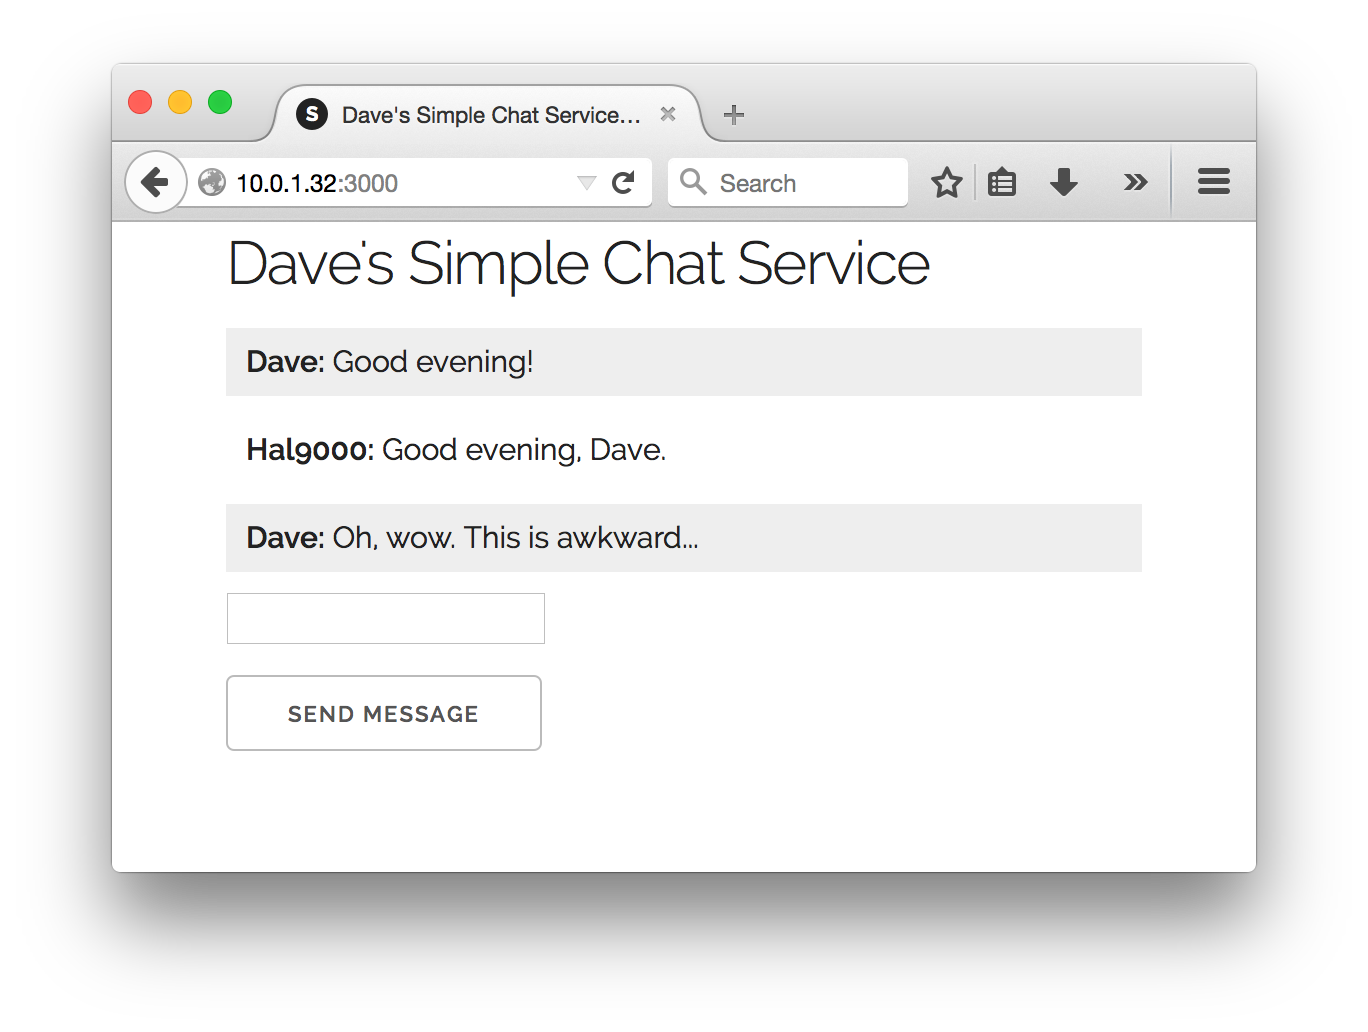 S Dave's Simple Chat Service...
10.0.1.32:3000 Search
Dave's Simple Chat Service
Dave: Good evening!
Hal9000: Good evening, Dave.
Dave: Oh, wow. This is awkward...
SEND MESSAGE